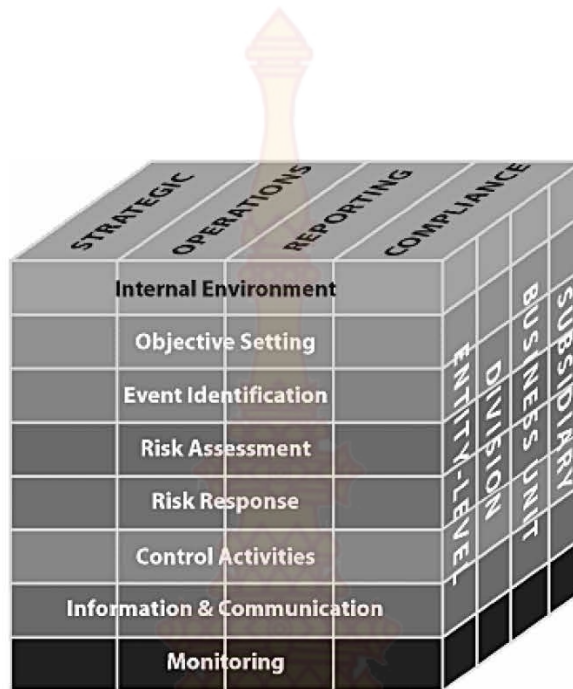 STRATEGIC
OPERATIONS
REPORTING
COMPLIANCE
Internal Environment
Objective Setting
Event Identification
Risk Assessment
Risk Response
Control Activities
Information & Communication
Monitoring
ENTITY-LEVEL
DIVISION
BUSINESS UNIT
SUBSIDIARY